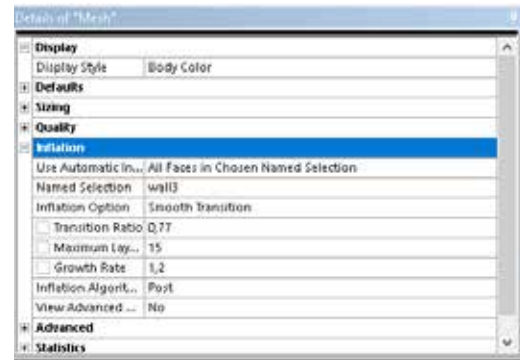 Details of "Mesh"
Display
Display Style Body Color
Defaults
Sizing
Quality
Inflation
Use Automatic In... All Faces in Chosen Named Selection
Named Selection wall3
Inflation Option Smooth Transition
Transition Ratio 0,77
Maximum Lay... 15
Growth Rate 1,2
Inflation Algorit... Post
View Advanced ... No
Advanced
Statistics